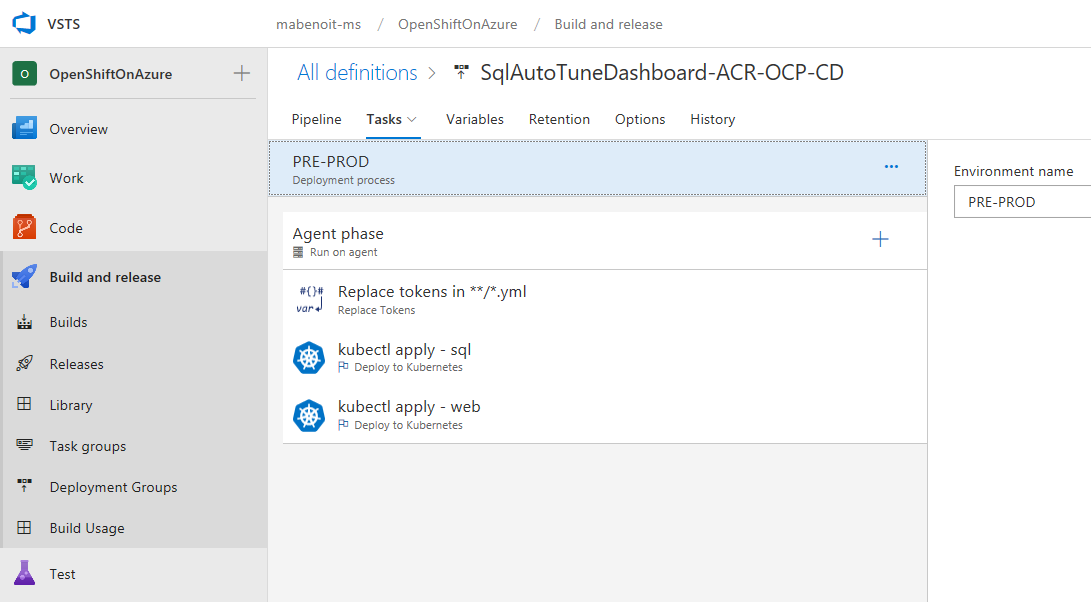 VSTS
mabenoit-ms / OpenShiftOnAzure / Build and release
O OpenShiftOnAzure
Overview
Work
Code
Build and release
Builds
Releases
Library
Task groups
Deployment Groups
Build Usage
Test
All definitions > SqlAutoTuneDashboard-ACR-OCP-CD
Pipeline Tasks Variables Retention Options History
PRE-PROD
Deployment process
Agent phase
Run on agent
#{}#
var
Replace tokens in **/*.yml
Replace Tokens
kubectl apply - sql
Deploy to Kubernetes
kubectl apply - web
Deploy to Kubernetes
Environment name
PRE-PROD